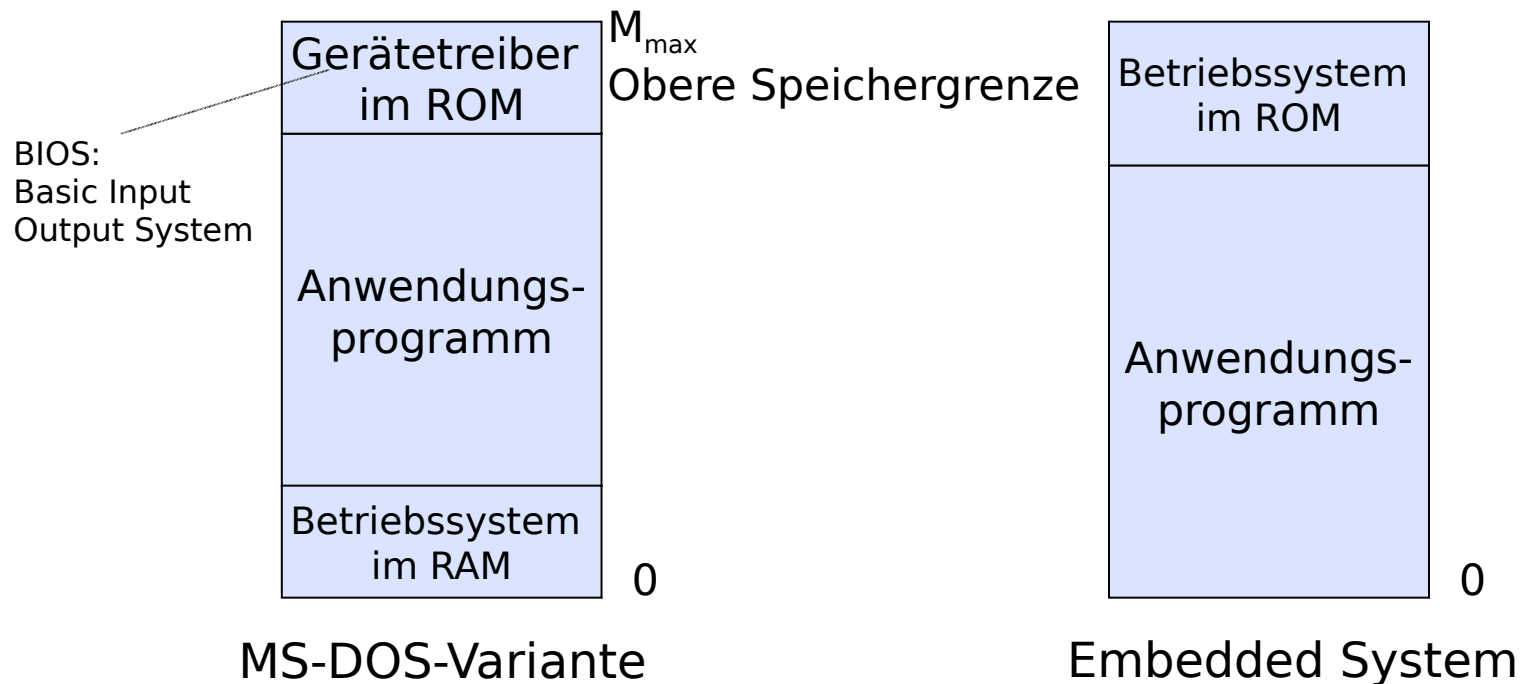 Gerätetreiber
im ROM
M_max
Obere Speichergrenze
BIOS:
Basic Input
Output System
Anwendungs-
programm
Betriebssystem
im RAM
0
MS-DOS-Variante
Betriebssystem
im ROM
Anwendungs-
programm
0
Embedded System